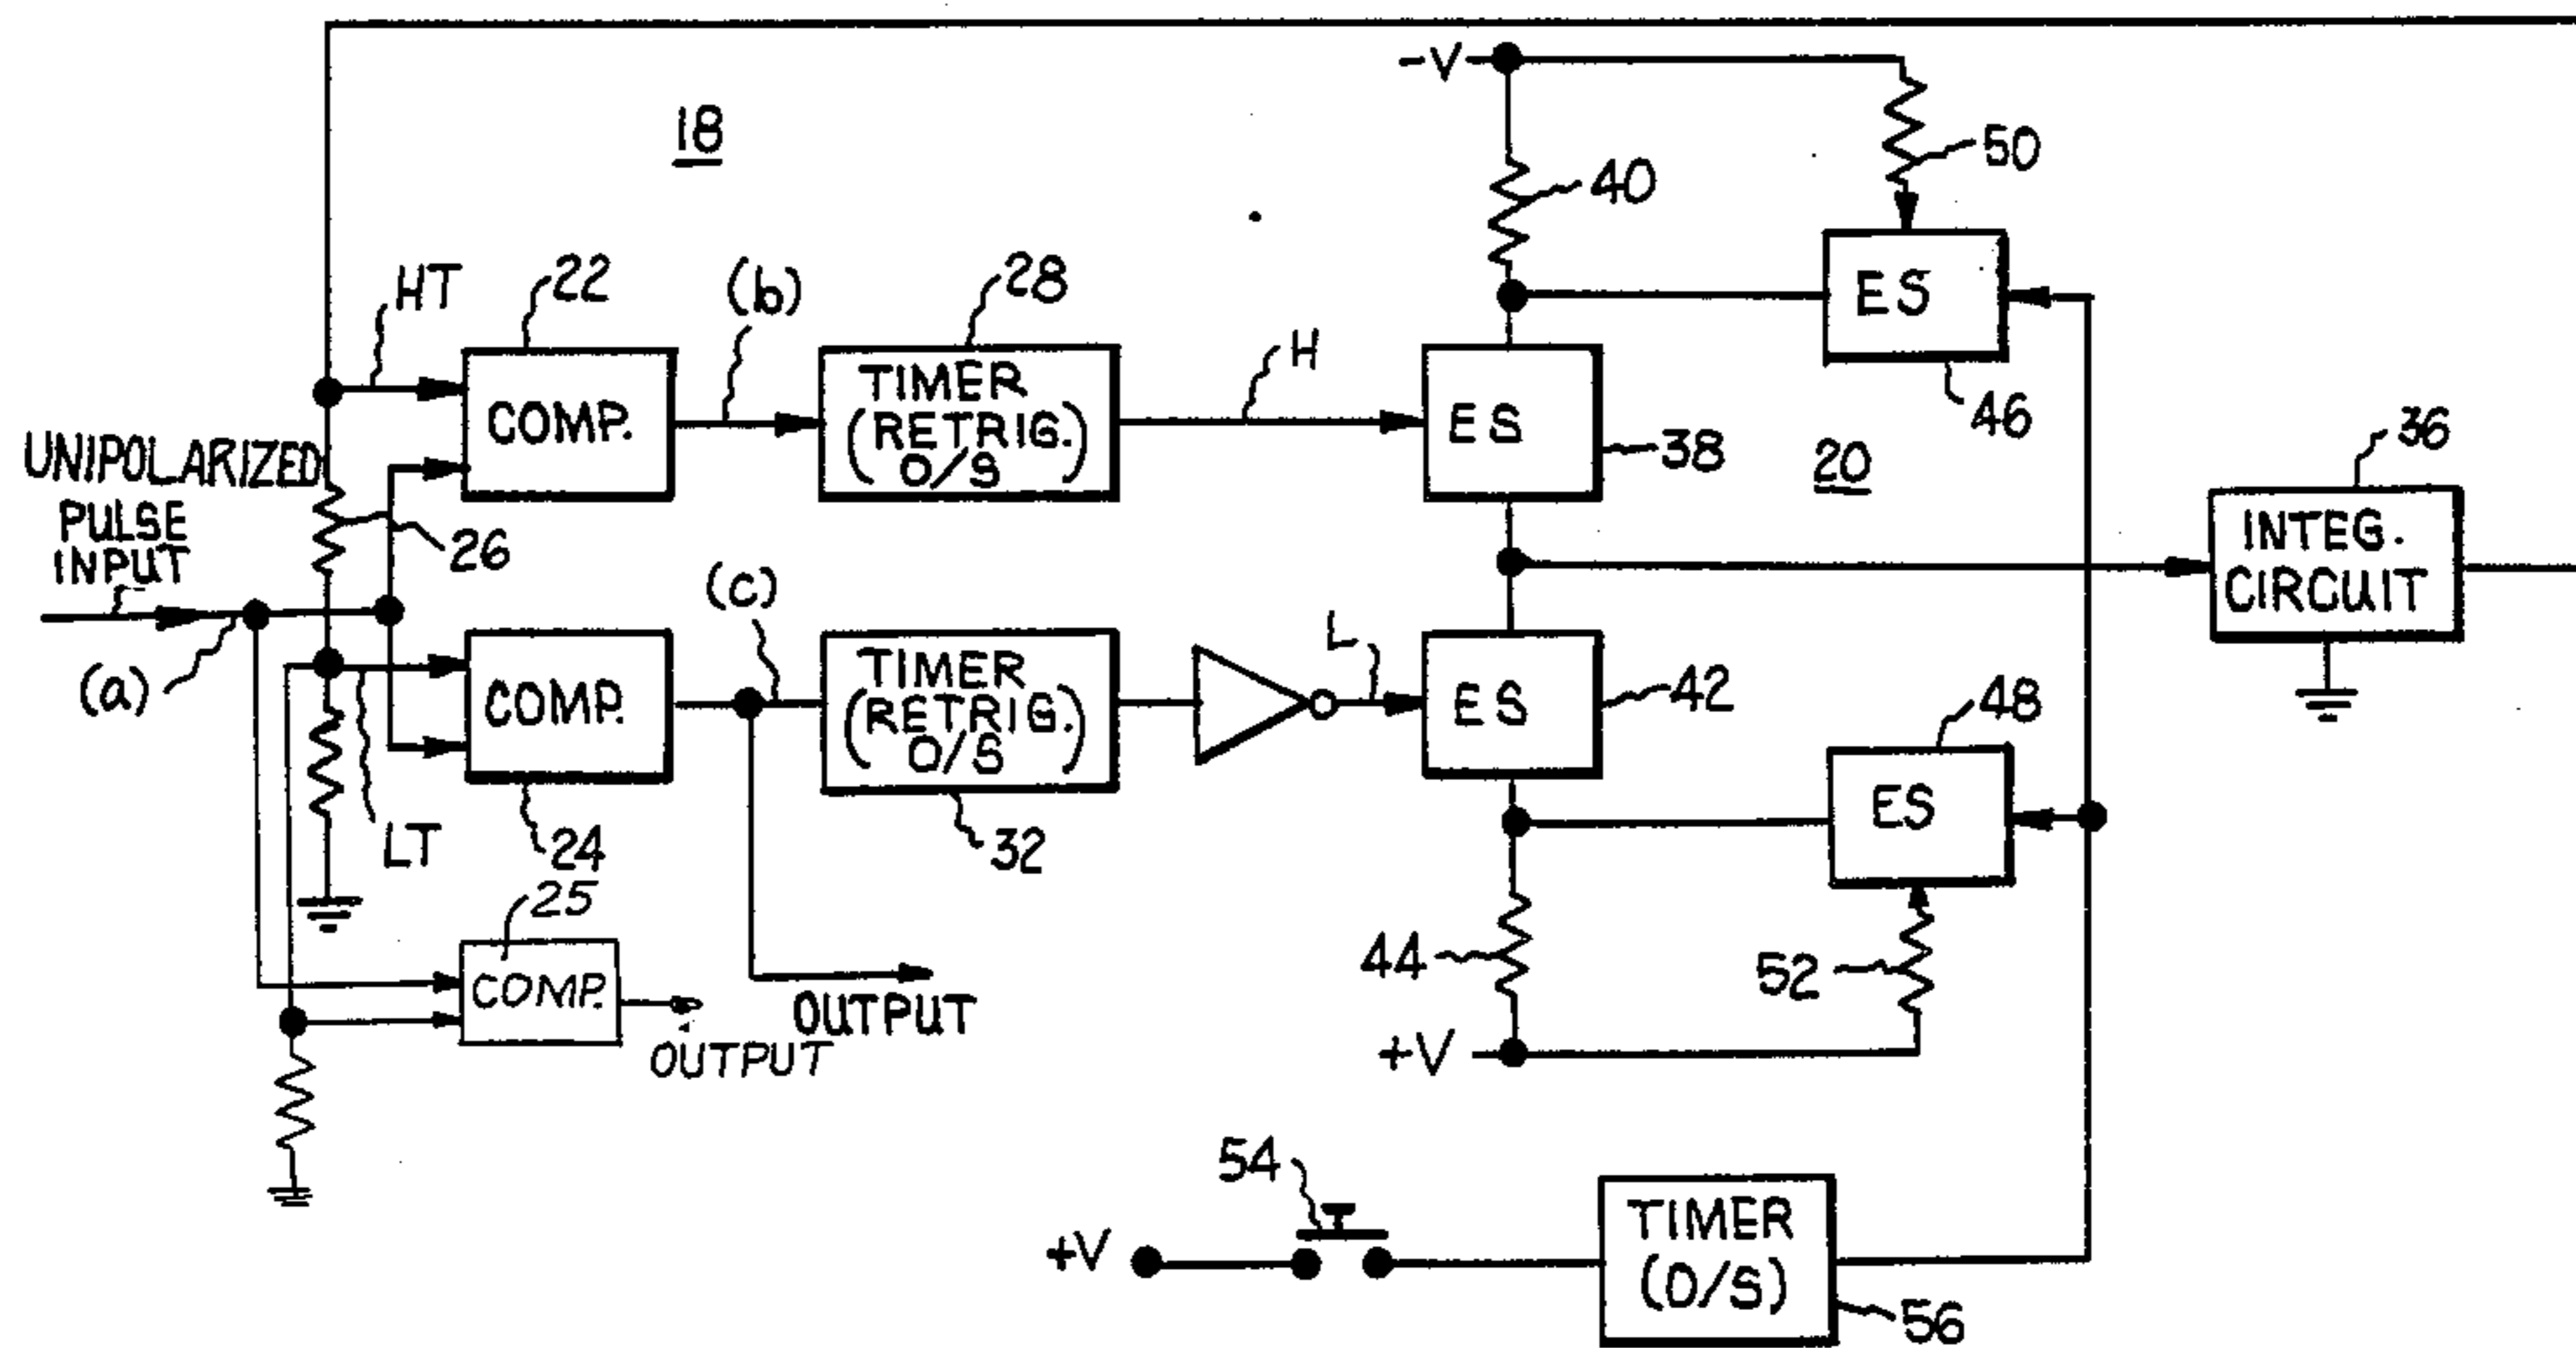 -V
18
50
40
HT
22
(b)
28
H
ES
46
COMP.
TIMER
(RETRIG.
O/S)
ES
38
20
36
UNIPOLARIZED
PULSE
INPUT
26
INTEG.
CIRCUIT
(a)
(c)
L
COMP.
TIMER
(RETRIG.
O/S)
ES
42
48
ES
LT
24
32
25
COMP.
OUTPUT
OUTPUT
44
52
+V
54
+V
TIMER
(O/S)
56